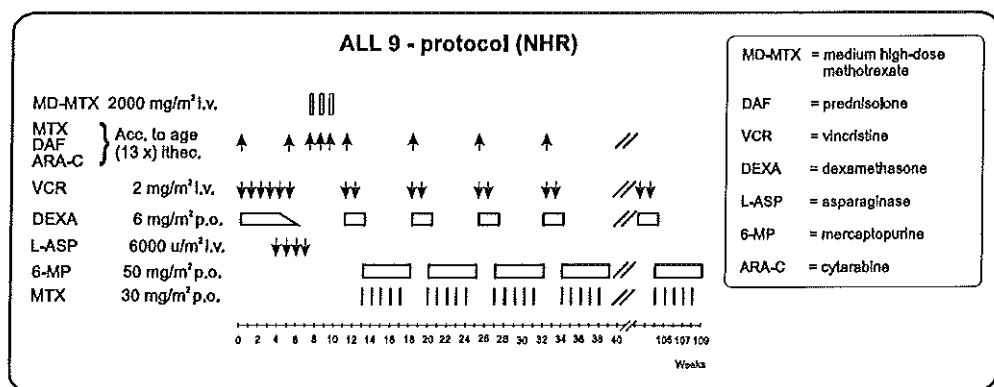 ALL 9 - protocol (NHR)
MD-MTX 2000 mg/m² i.v.
MTX
DAF
ARA-C
Acc. to age
(13 x) ithec.
VCR 2 mg/m² i.v.
DEXA 6 mg/m² p.o.
L-ASP 6000 u/m² i.v.
6-MP 50 mg/m² p.o.
MTX 30 mg/m² p.o.
0 2 4 6 8 10 12 14 16 18 20 22 24 26 28 30 32 34 36 38 40 105 107 109
Weeks
MD-MTX = medium high-dose
methotrexate
DAF = prednisolone
VCR = vincristine
DEXA = dexamethasone
L-ASP = asparaginase
6-MP = mercaptopurine
ARA-C = cytarabine